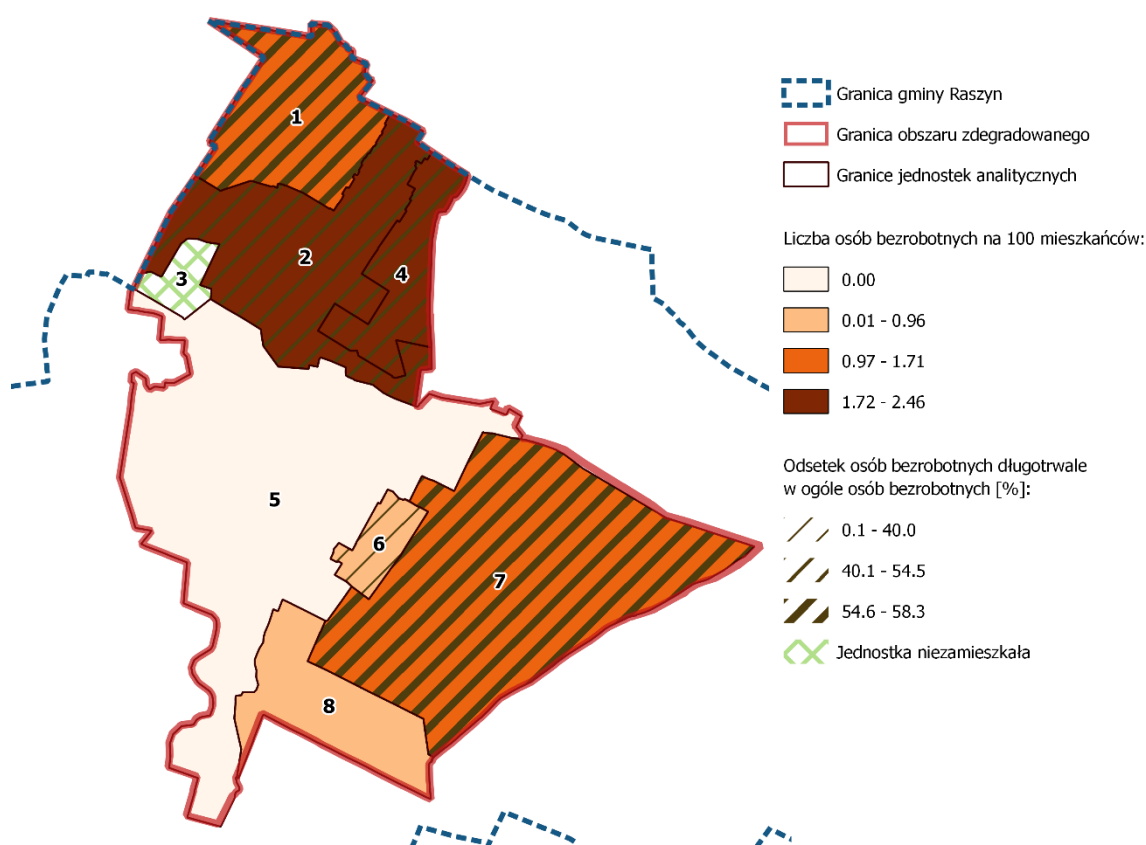 Granica gminy Raszyn
Granica obszaru zdegradowanego
Granice jednostek analitycznych
Liczba osób bezrobotnych na 100 mieszkańców:
0.00
0.01 - 0.96
0.97 - 1.71
1.72 - 2.46
Odsetek osób bezrobotnych długotrwale
w ogóle osób bezrobotnych [%]:
0.1 - 40.0
40.1 - 54.5
54.6 - 58.3
Jednostka niezamieszkała
1
2
3
4
5
6
7
8